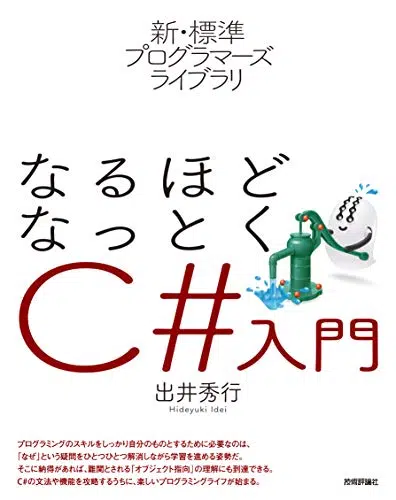 新・標準
プログラマーズ
ライブラリ
なるほど
なっとく
C#入門
出井秀行
Hideyuki Idei
プログラミングのスキルをしっかり自分のものとするために必要なのは、
「なぜ」という疑問をひとつひとつ解消しながら学習を進める姿勢だ。
そこに納得があれば、難関とされる「オブジェクト指向」の理解にも到達できる。
C#の文法や機能を攻略するうちに、楽しいプログラミングライフが始まる。
技術評論社